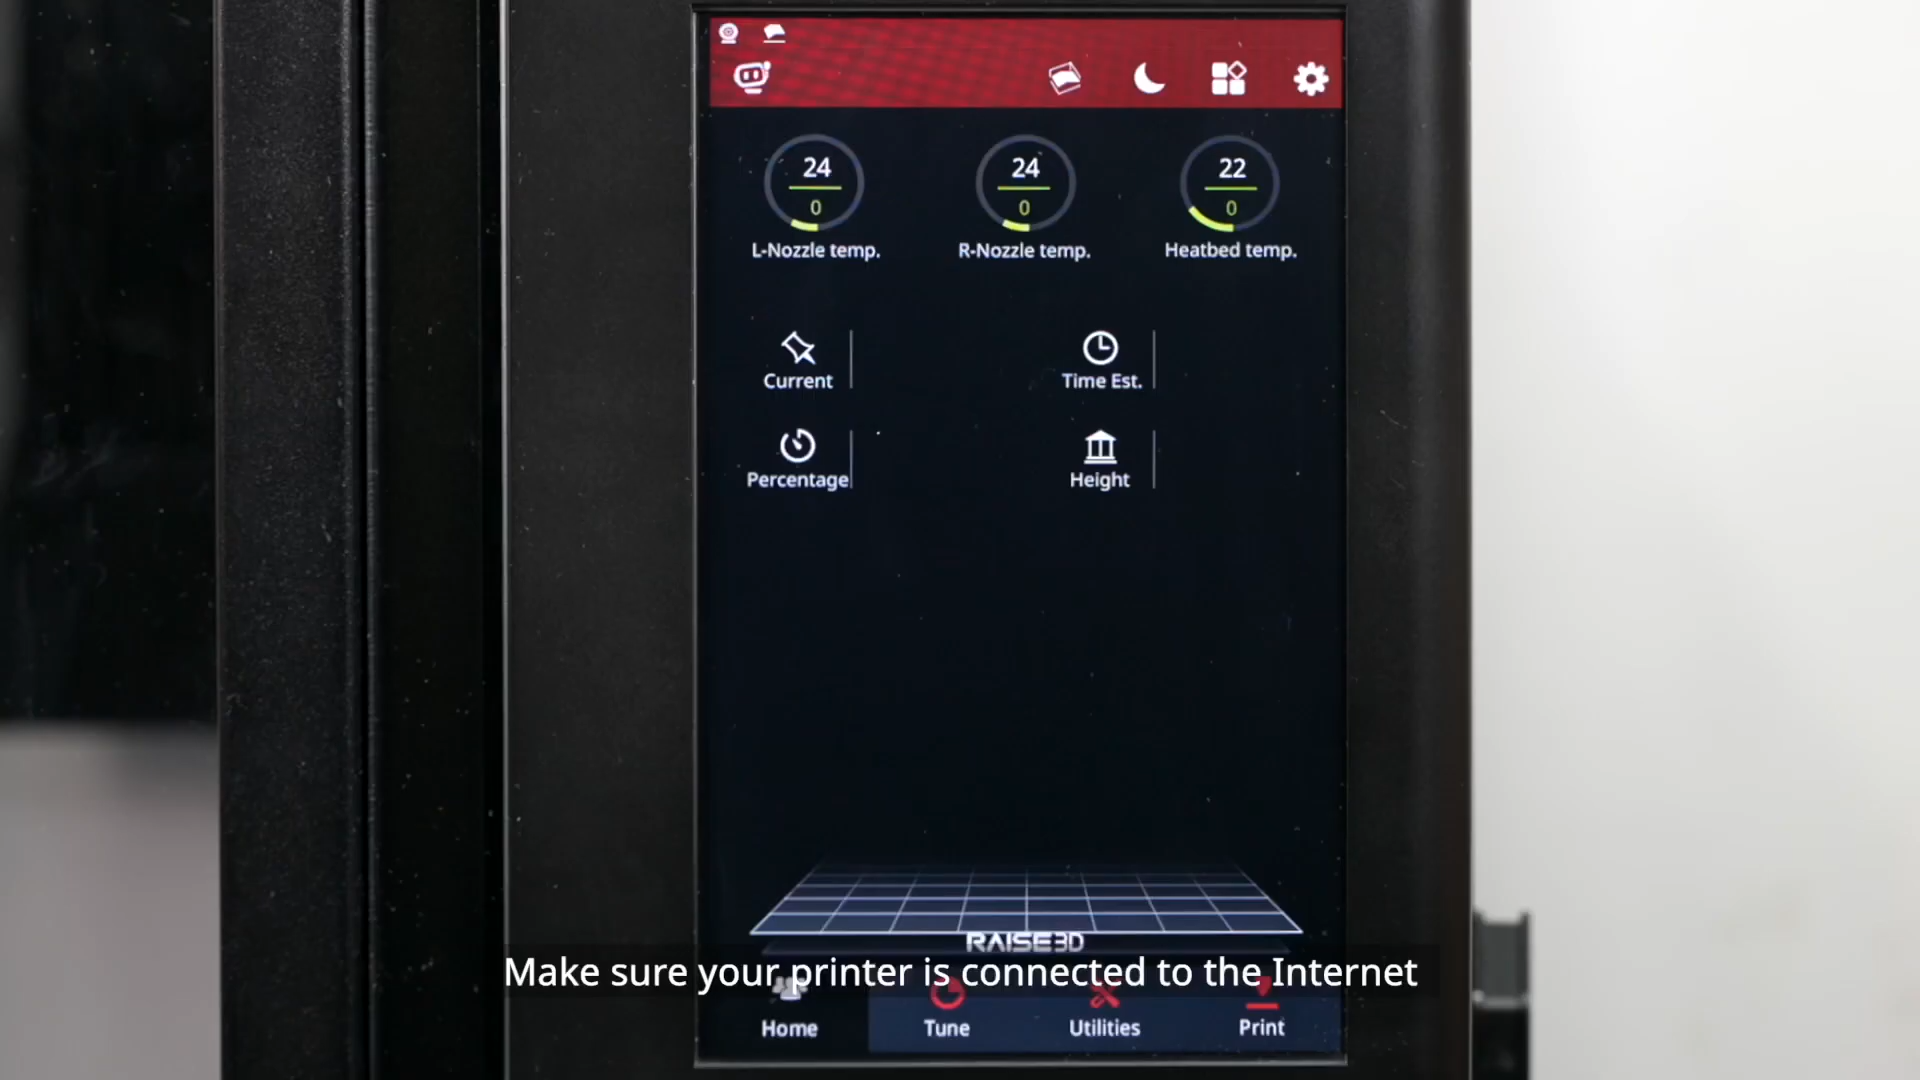 24
0
L-Nozzle temp.
24
0
R-Nozzle temp.
22
0
Heatbed temp.
Current
Time Est.
Percentage
Height
RAISE3D
Make sure your printer is connected to the Internet
Home
Tune
Utilities
Print